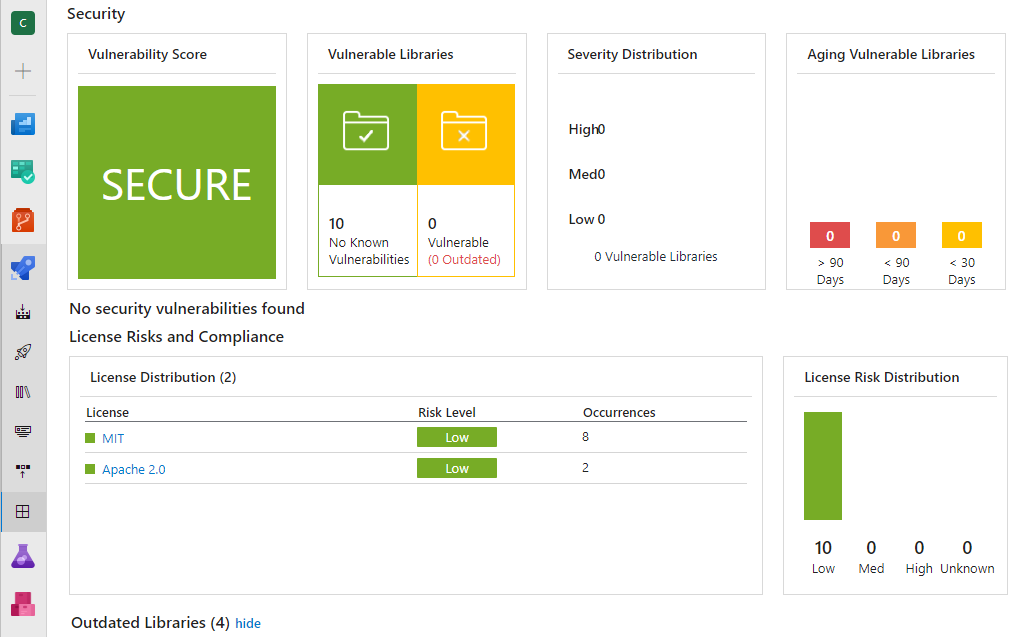 C
Security
Vulnerability Score
SECURE
Vulnerable Libraries
10
No Known
Vulnerabilities
0
Vulnerable
(0 Outdated)
Severity Distribution
High0
Med0
Low 0
0 Vulnerable Libraries
Aging Vulnerable Libraries
0 0 0
> 90 < 90 < 30
Days Days Days
No security vulnerabilities found
License Risks and Compliance
License Distribution (2)
License Risk Level Occurrences
MIT Low 8
Apache 2.0 Low 2
License Risk Distribution
10 0 0 0
Low Med High Unknown
Outdated Libraries (4) hide